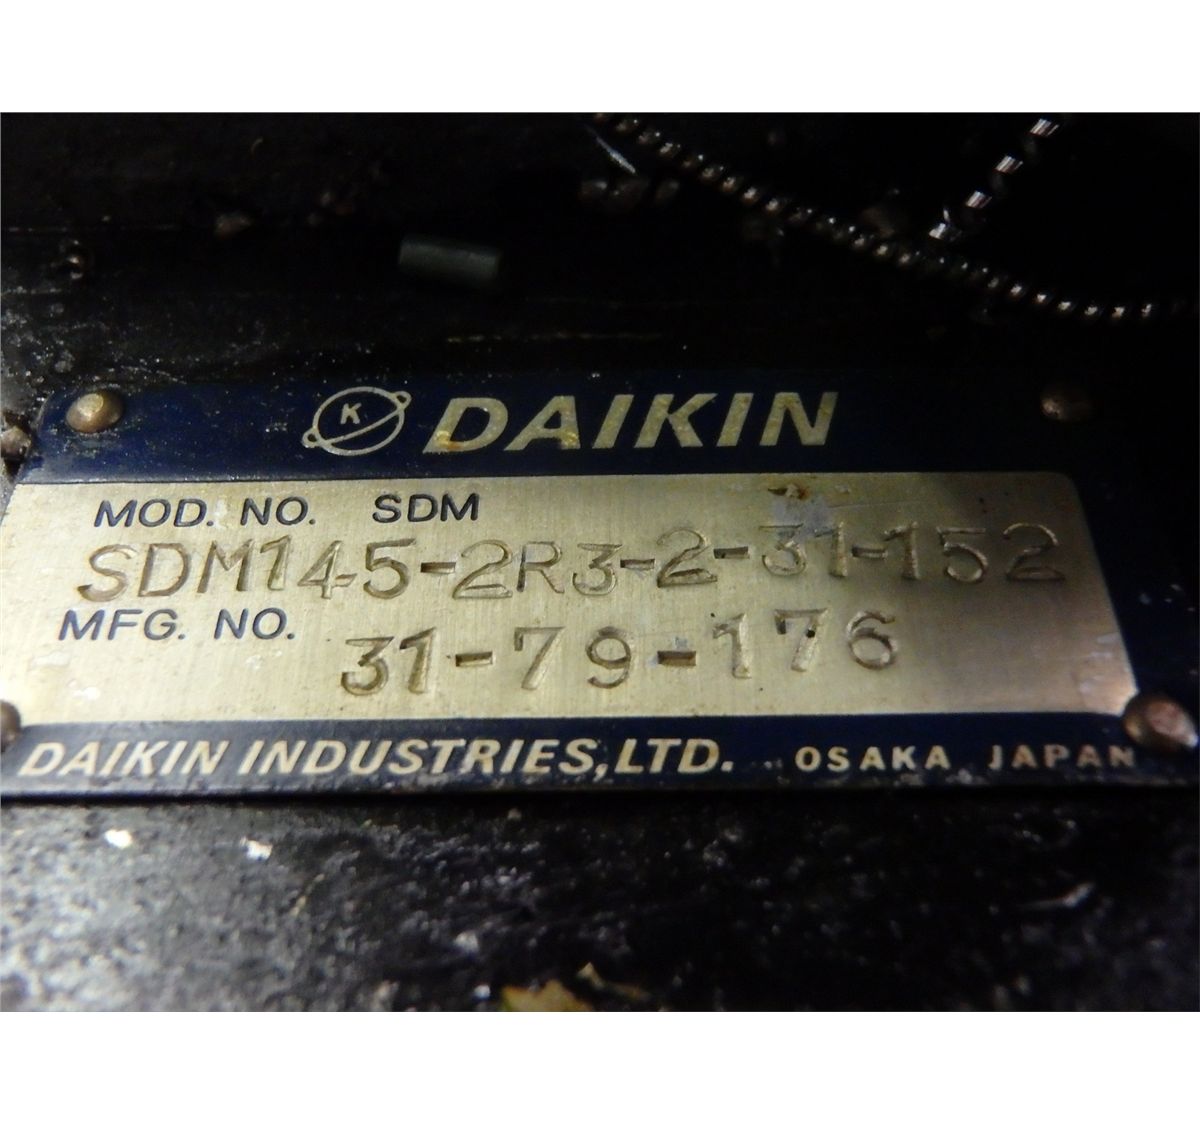 K DAIKIN
MOD. NO. SDM
SDM145-2R3-2-31-152
MFG. NO. 31-79-176
DAIKIN INDUSTRIES, LTD. OSAKA JAPAN